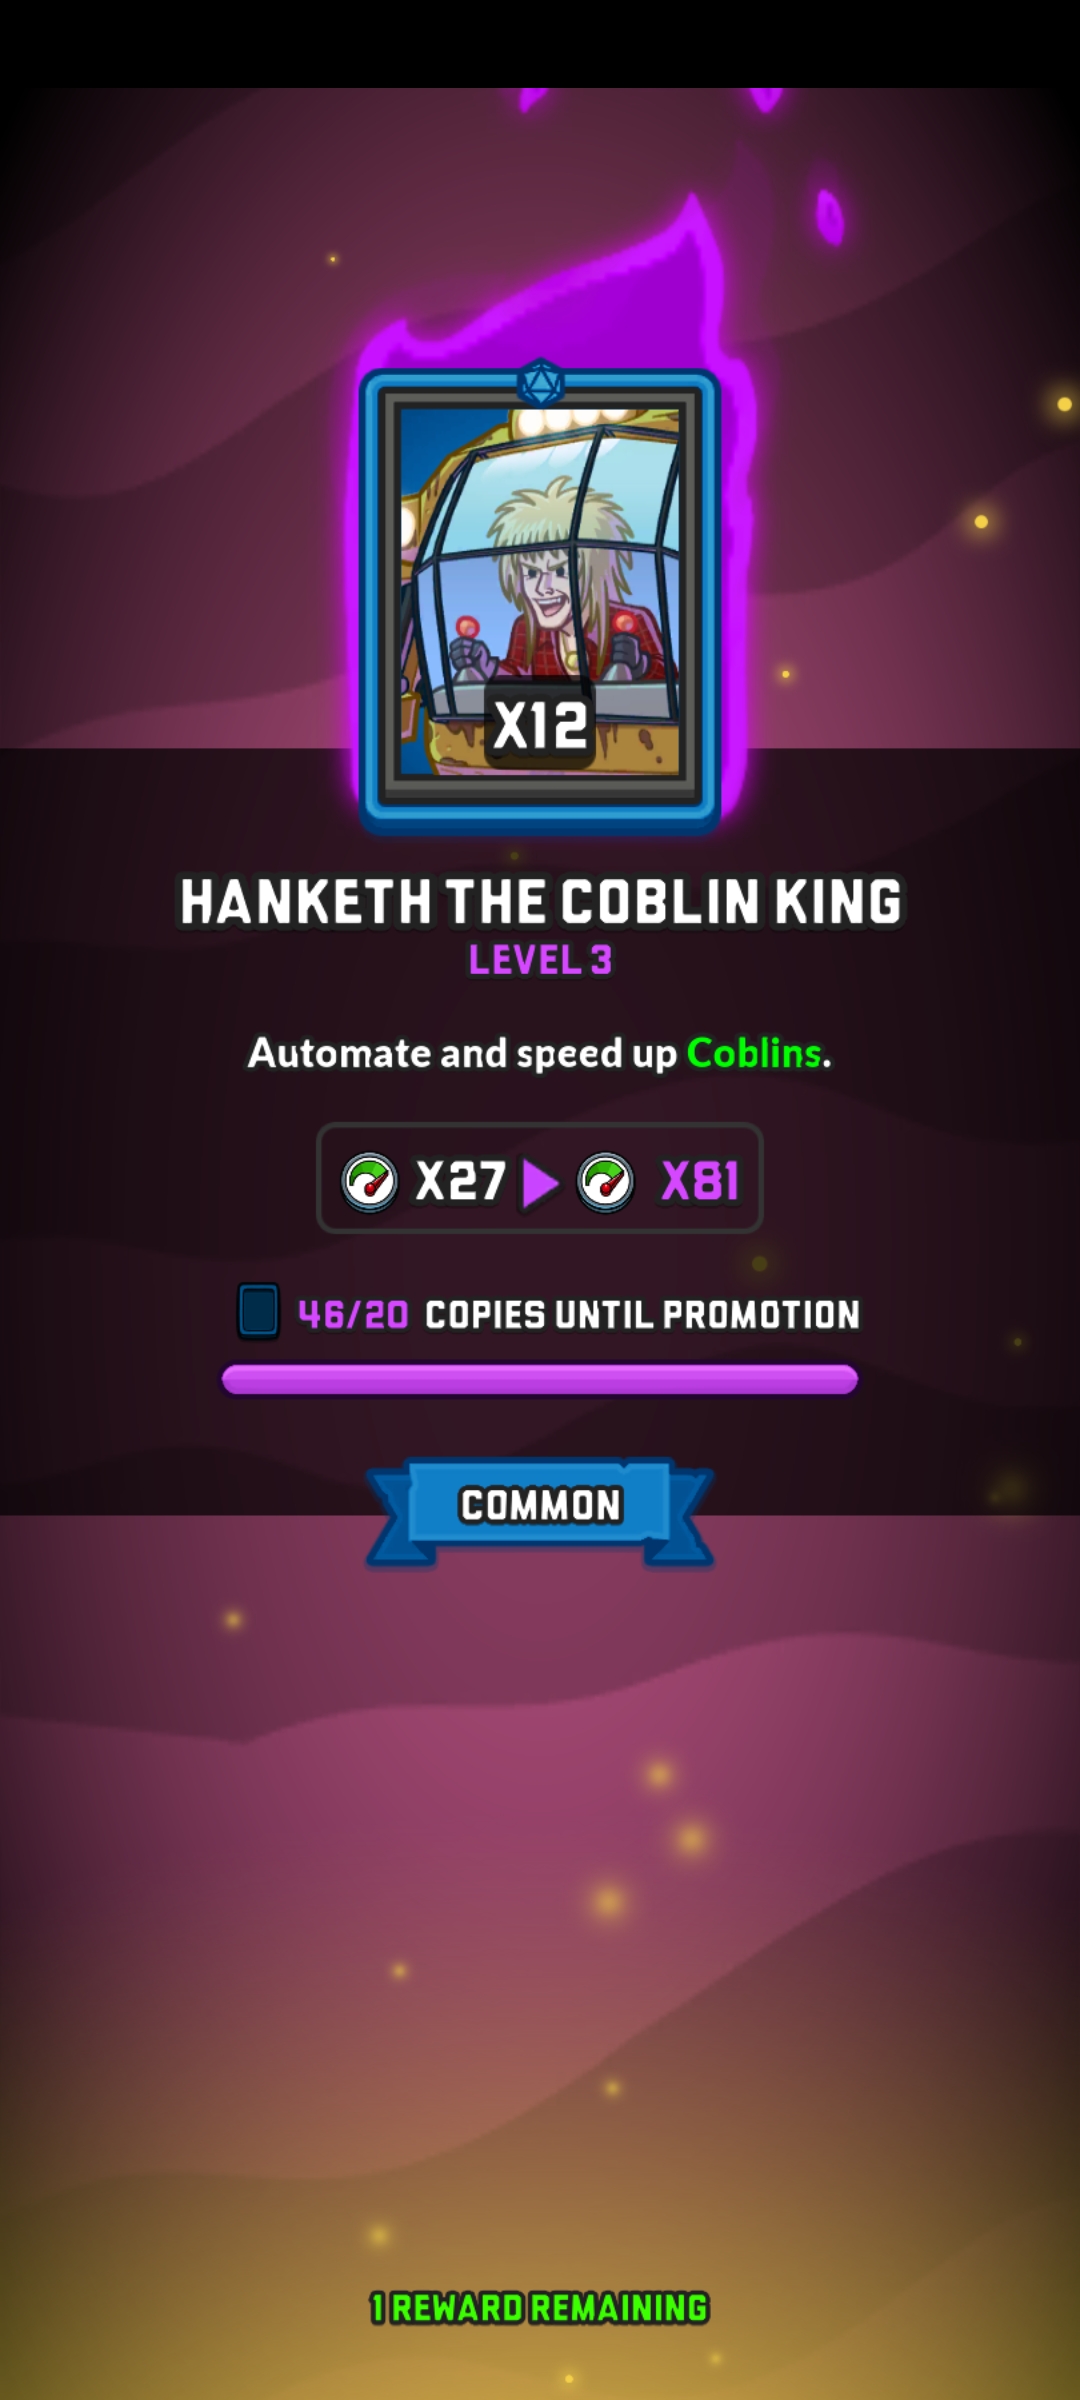 X12
HANKETH THE COBLIN KING
LEVEL 3
Automate and speed up Coblins.
X27 X81
46/20 COPIES UNTIL PROMOTION
COMMON
1 REWARD REMAINING